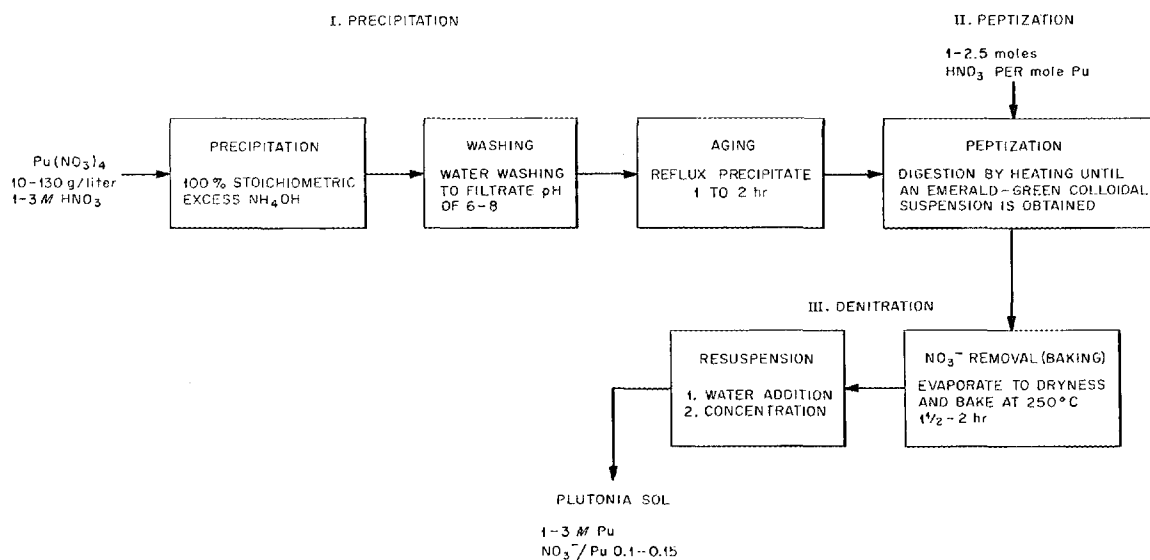 I. PRECIPITATION
II. PEPTIZATION
1-2.5 moles
HNO₃ PER mole Pu
Pu(NO₃)₄
10-130 g/liter
1-3 M HNO₃
PRECIPITATION
100% STOICHIOMETRIC
EXCESS NH₄OH
WASHING
WATER WASHING
TO FILTRATE pH
OF 6-8
AGING
REFLUX PRECIPITATE
1 TO 2 hr
PEPTIZATION
DIGESTION BY HEATING UNTIL
AN EMERALD-GREEN COLLOIDAL
SUSPENSION IS OBTAINED
III. DENITRATION
NO₃⁻ REMOVAL (BAKING)
EVAPORATE TO DRYNESS
AND BAKE AT 250°C
1 1/2 - 2 hr
RESUSPENSION
1. WATER ADDITION
2. CONCENTRATION
PLUTONIA SOL
1-3 M Pu
NO₃⁻/Pu 0.1-0.15